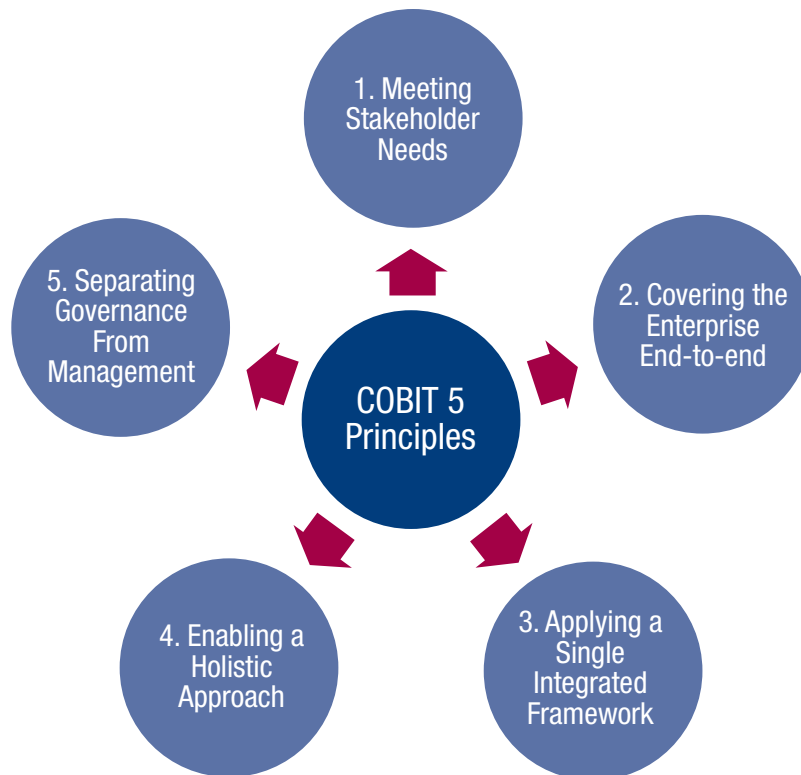 1. Meeting
Stakeholder
Needs
5. Separating
Governance
From
Management
2. Covering the
Enterprise
End-to-end
COBIT 5
Principles
4. Enabling a
Holistic
Approach
3. Applying a
Single
Integrated
Framework